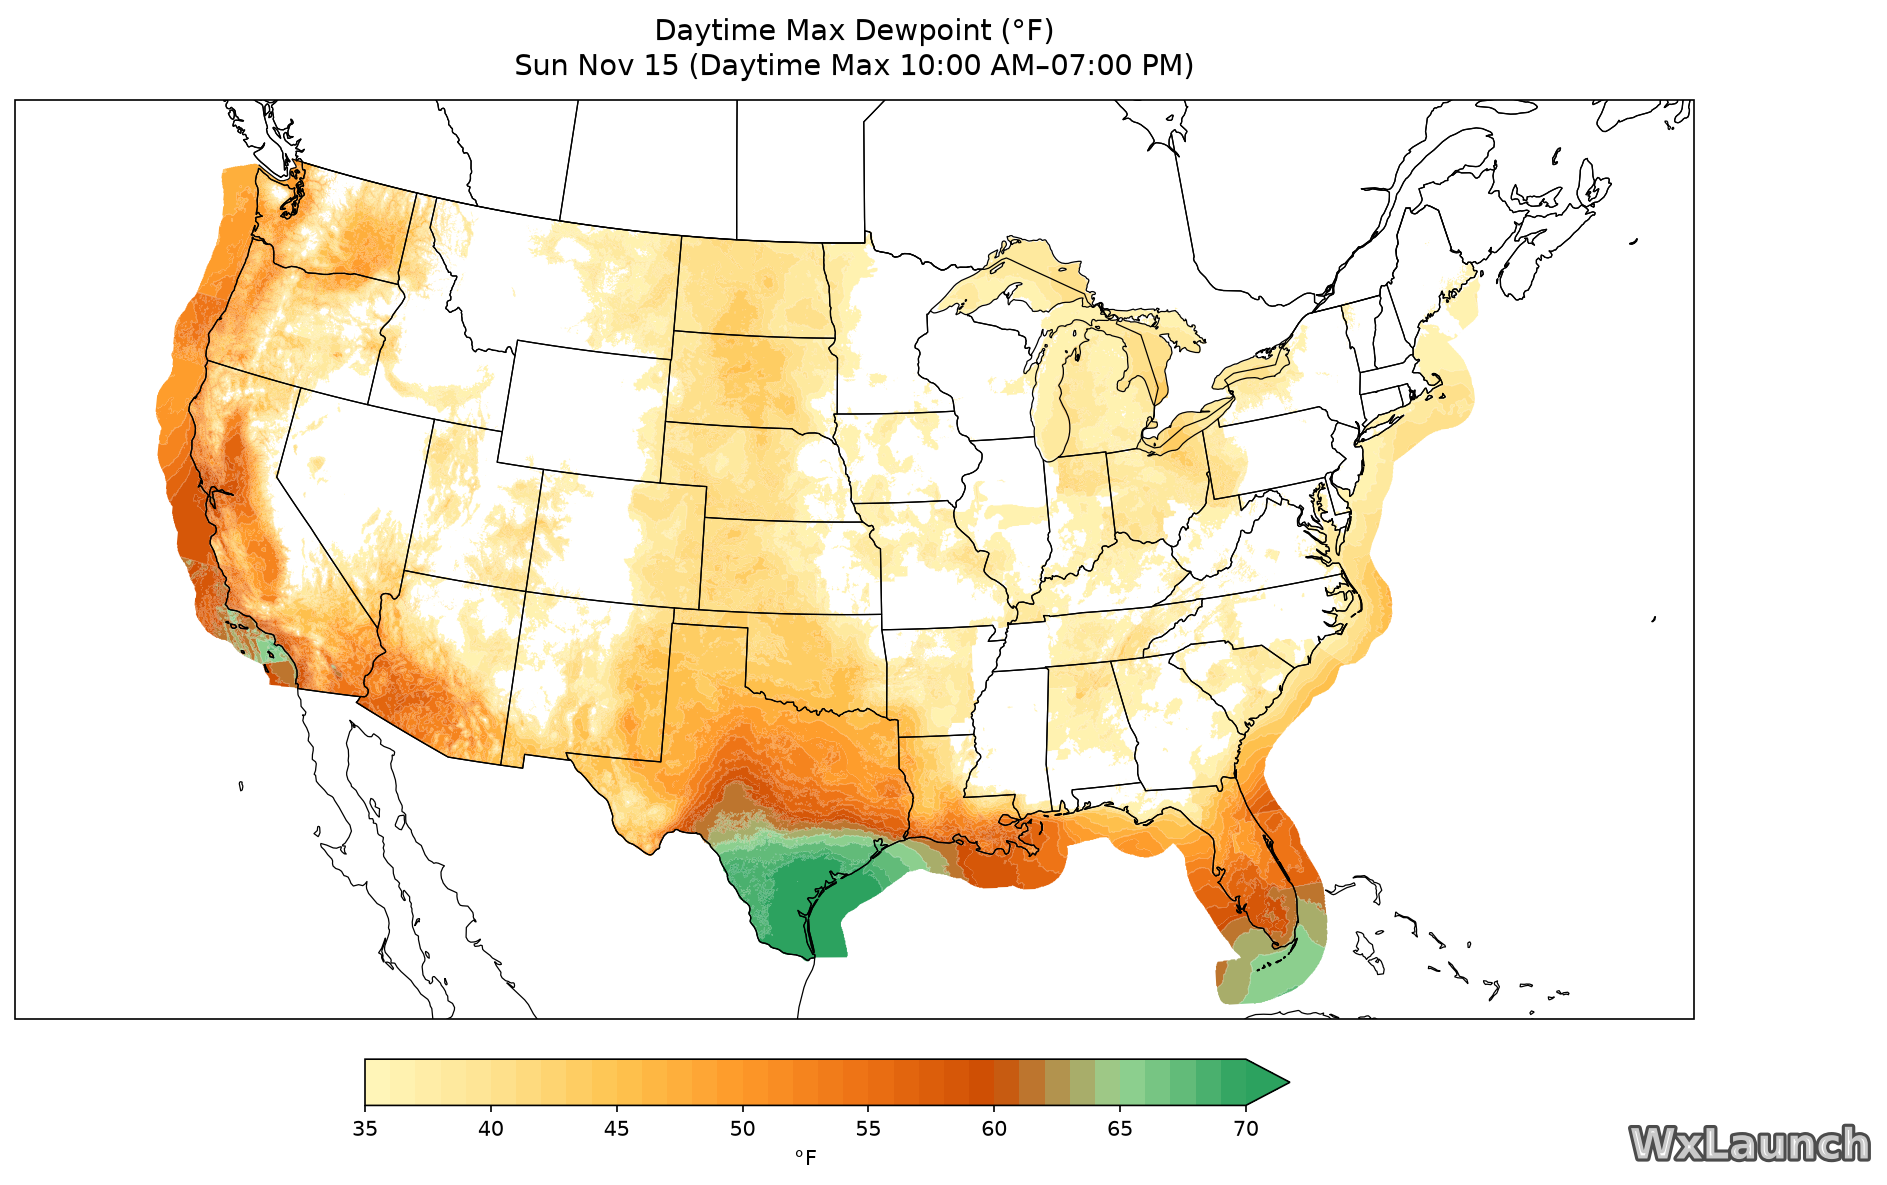 Daytime Max Dewpoint (°F)
Sun Nov 15 (Daytime Max 10:00 AM–07:00 PM)
35 40 45 50 55 60 65 70
°F
WxLaunch